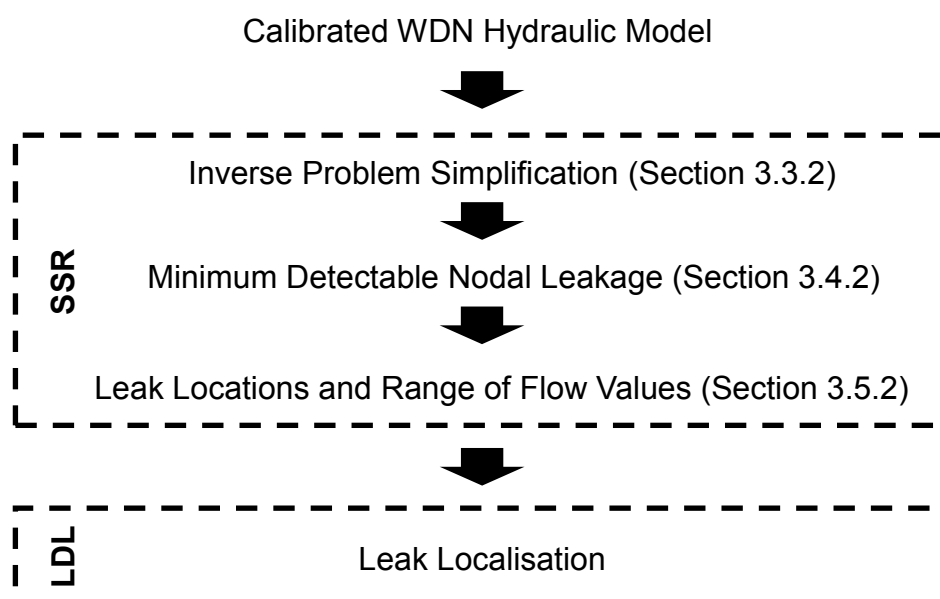 Calibrated WDN Hydraulic Model
Inverse Problem Simplification (Section 3.3.2)
SSR
Minimum Detectable Nodal Leakage (Section 3.4.2)
Leak Locations and Range of Flow Values (Section 3.5.2)
LDL
Leak Localisation